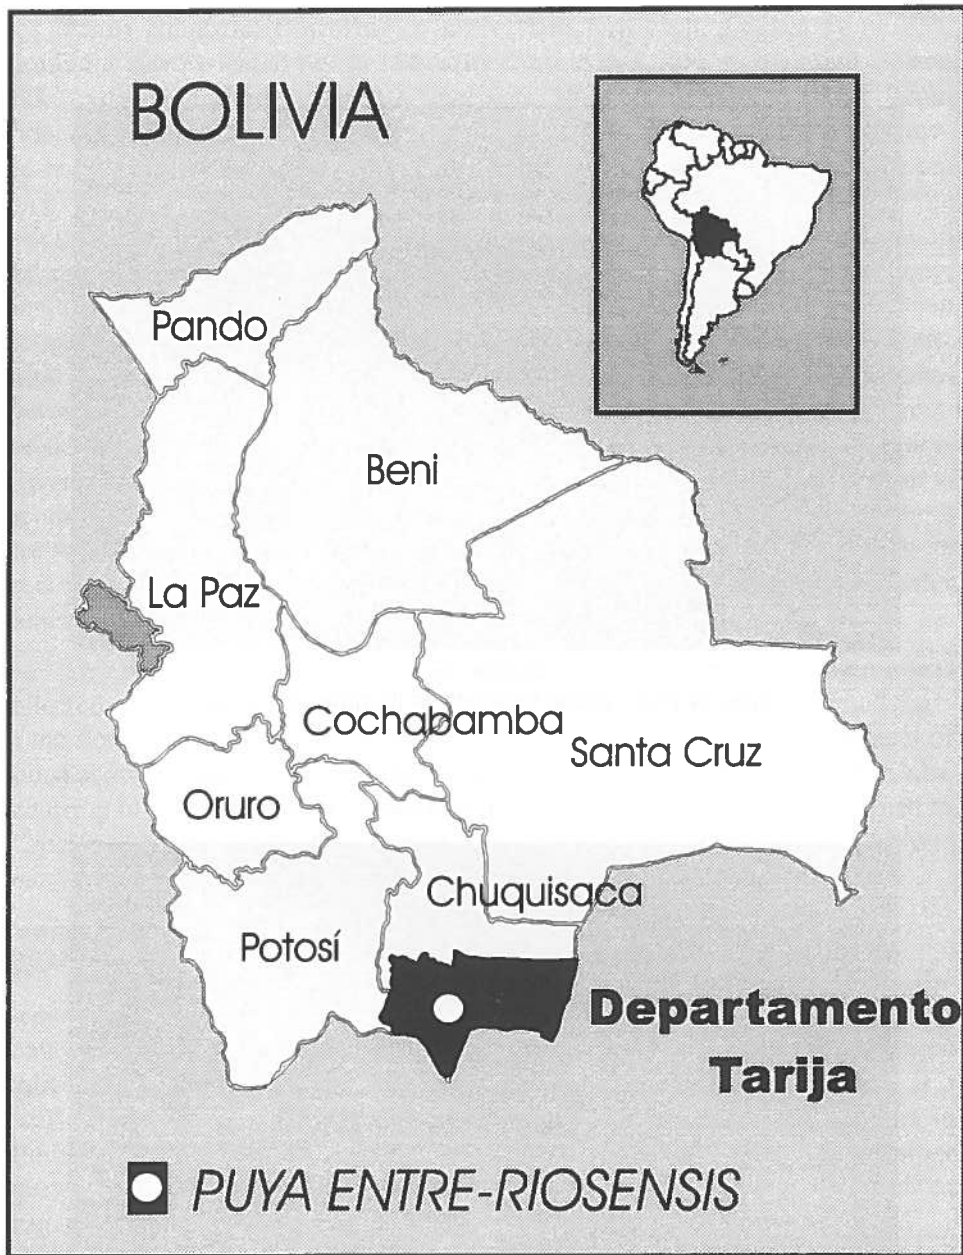 BOLIVIA
Pando
Beni
La Paz
Cochabamba
Santa Cruz
Oruro
Chuquisaca
Potosí
Departamento
Tarija
PUYA ENTRE-RIOSENSIS